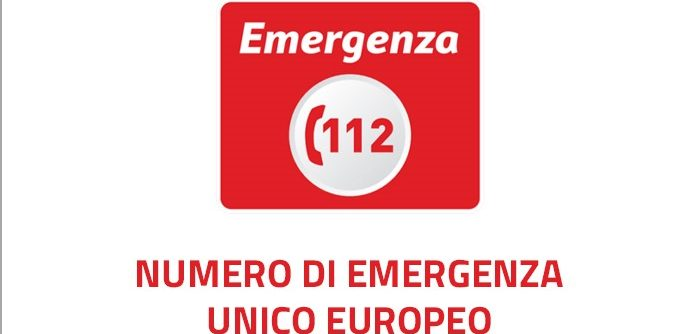 Emergenza
112
NUMERO DI EMERGENZA
UNICO EUROPEO